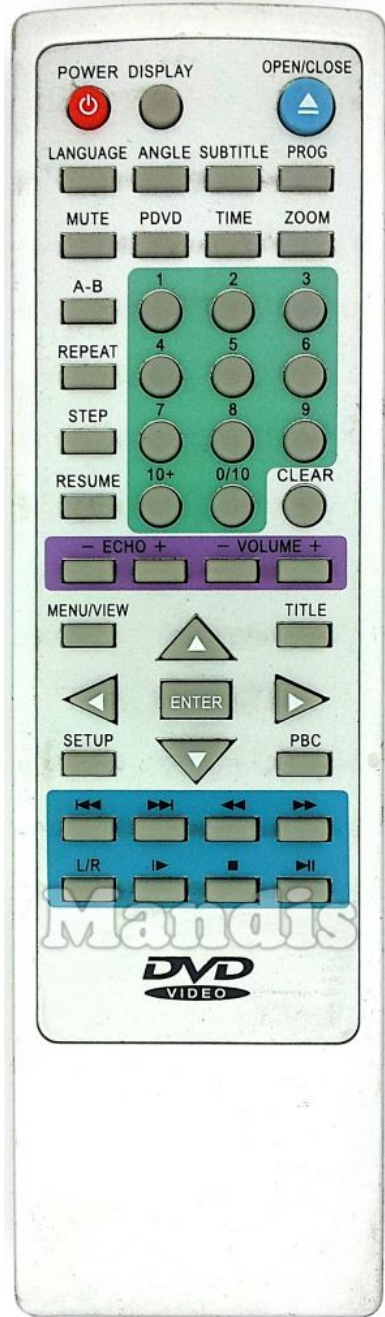 POWER DISPLAY OPEN/CLOSE
LANGUAGE ANGLE SUBTITLE PROG
MUTE PDVD TIME ZOOM
A-B 1 2 3
REPEAT 4 5 6
STEP 7 8 9
RESUME 10+ 0/10 CLEAR
− ECHO + − VOLUME +
MENU/VIEW TITLE
ENTER
SETUP PBC
L/R
Mandis
DVD
VIDEO